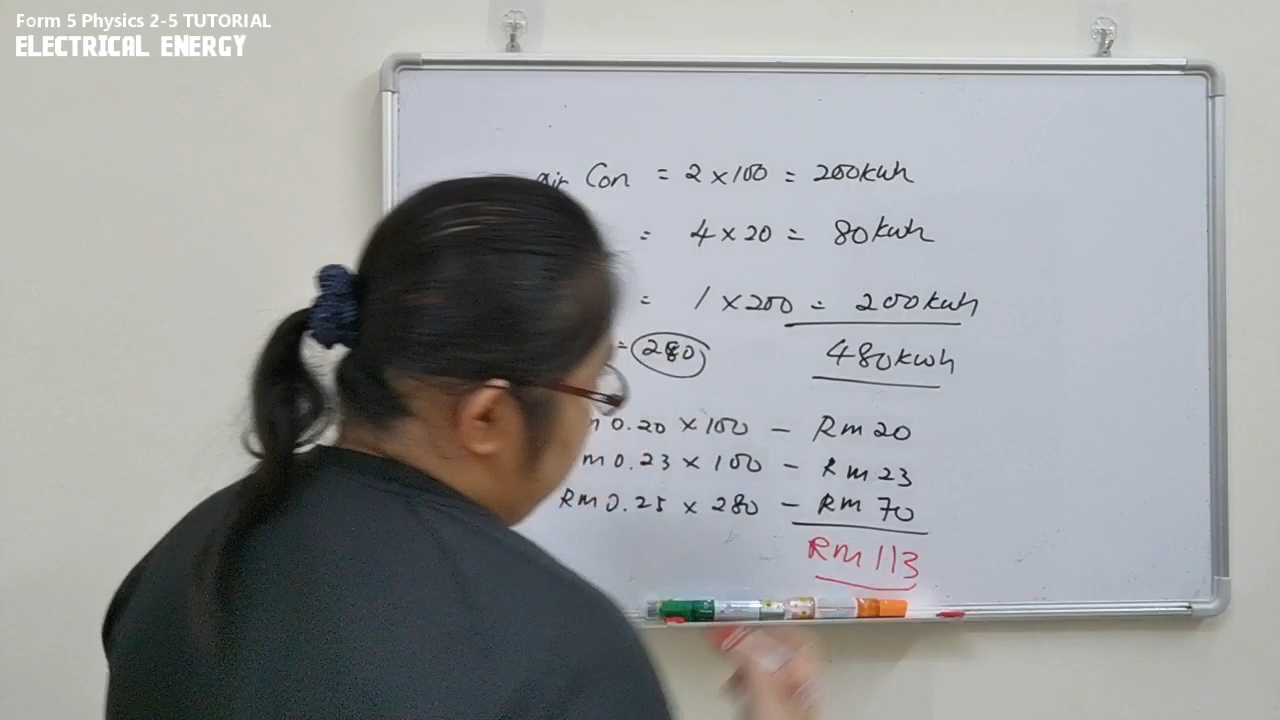 Form 5 Physics 2-5 TUTORIAL
ELECTRICAL ENERGY
air Con = 2 × 100 = 200kwh
= 4 × 20 = 80kwh
= 1 × 200 = 200kwh
= 280 480kwh
m 0.20 × 100 - Rm 20
m 0.23 × 100 - Rm 23
Rm 0.25 × 280 - Rm 70
Rm 113